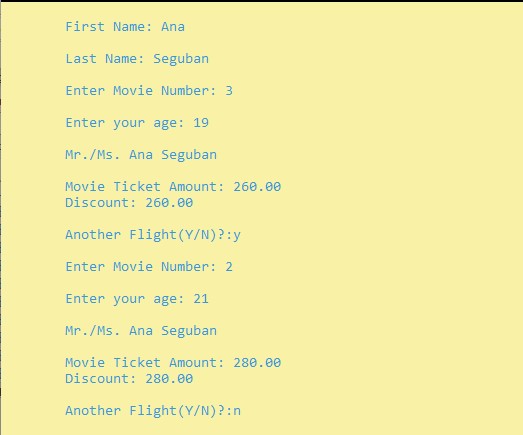 First Name: Ana
Last Name: Seguban
Enter Movie Number: 3
Enter your age: 19
Mr./Ms. Ana Seguban
Movie Ticket Amount: 260.00
Discount: 260.00
Another Flight(Y/N)?:y
Enter Movie Number: 2
Enter your age: 21
Mr./Ms. Ana Seguban
Movie Ticket Amount: 280.00
Discount: 280.00
Another Flight(Y/N)?:n